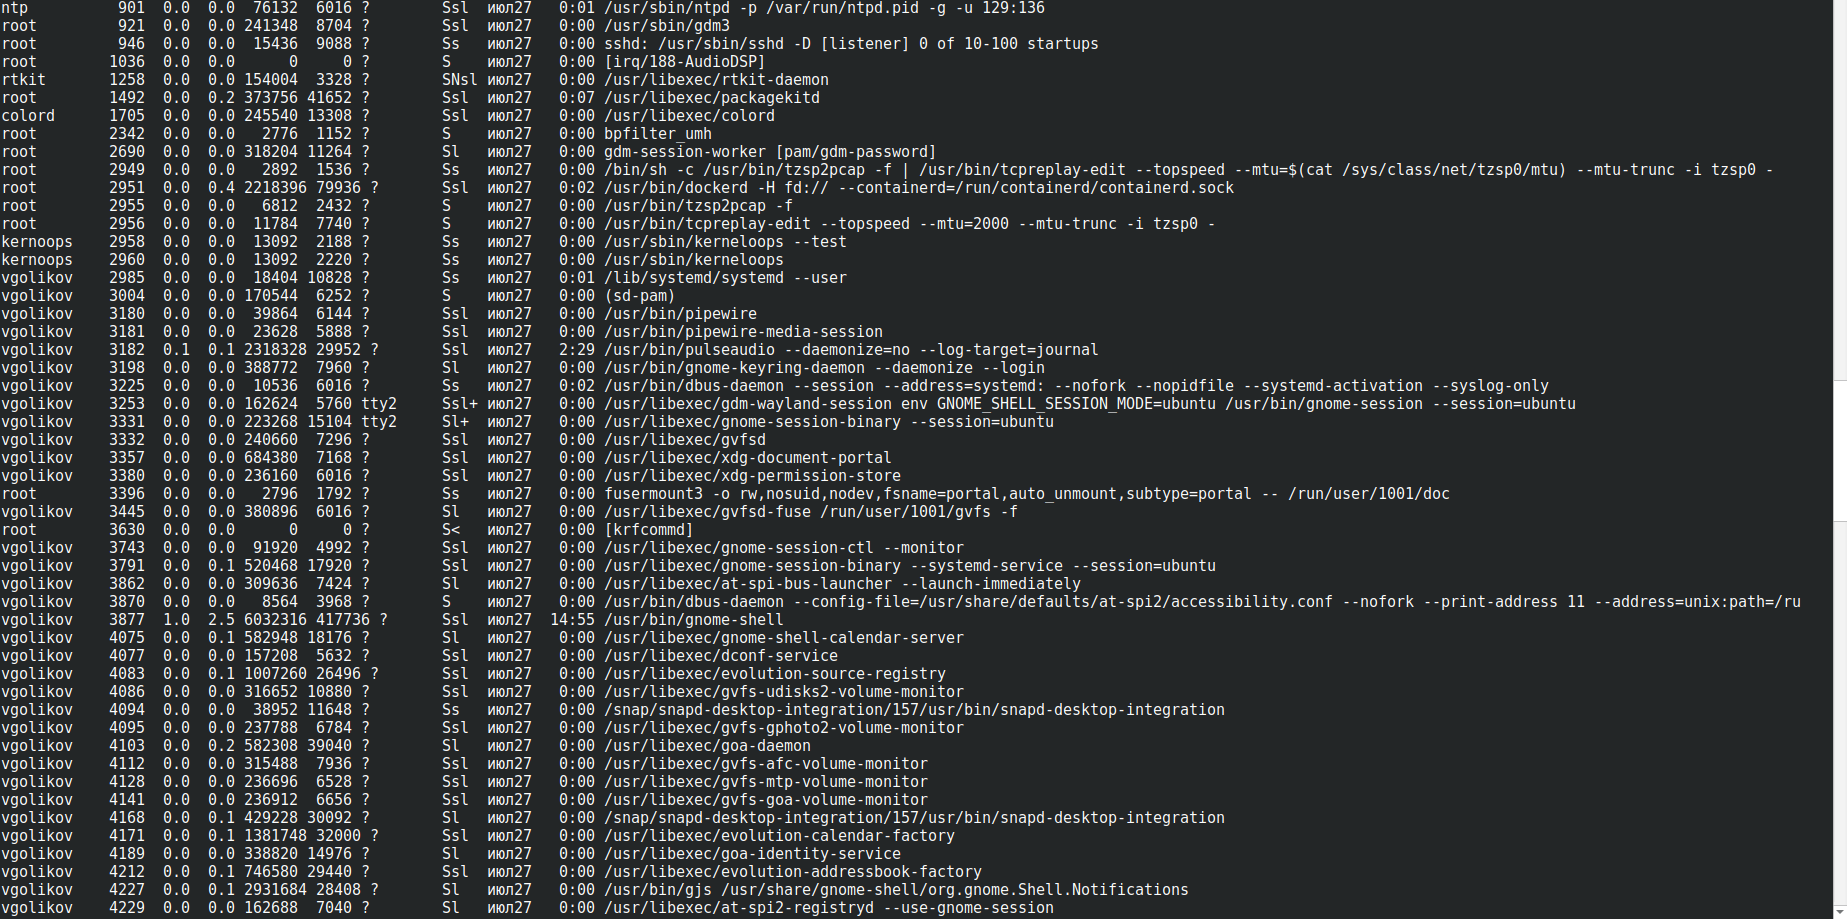 ntp        901  0.0  0.0  76132  6016 ?        Ssl  июл27   0:01 /usr/sbin/ntpd -p /var/run/ntpd.pid -g -u 129:136
root       921  0.0  0.0 241348  8704 ?        Ssl  июл27   0:00 /usr/sbin/gdm3
root       946  0.0  0.0  15436  9088 ?        Ss   июл27   0:00 sshd: /usr/sbin/sshd -D [listener] 0 of 10-100 startups
root      1036  0.0  0.0      0     0 ?        S    июл27   0:00 [irq/188-AudioDSP]
rtkit     1258  0.0  0.0 154004  3328 ?        SNsl июл27   0:00 /usr/libexec/rtkit-daemon
root      1492  0.0  0.2 373756 41652 ?        Ssl  июл27   0:07 /usr/libexec/packagekitd
colord    1705  0.0  0.0 245540 13308 ?        Ssl  июл27   0:00 /usr/libexec/colord
root      2342  0.0  0.0   2776  1152 ?        S    июл27   0:00 bpfilter_umh
root      2690  0.0  0.0 318204 11264 ?        Sl   июл27   0:00 gdm-session-worker [pam/gdm-password]
root      2949  0.0  0.0   2892  1536 ?        Ss   июл27   0:00 /bin/sh -c /usr/bin/tzsp2pcap -f | /usr/bin/tcpreplay-edit --topspeed --mtu=$(cat /sys/class/net/tzsp0/mtu) --mtu-trunc -i tzsp0 -
root      2951  0.0  0.4 2218396 79936 ?       Ssl  июл27   0:02 /usr/bin/dockerd -H fd:// --containerd=/run/containerd/containerd.sock
root      2955  0.0  0.0   6812  2432 ?        S    июл27   0:00 /usr/bin/tzsp2pcap -f
root      2956  0.0  0.0  11784  7740 ?        S    июл27   0:00 /usr/bin/tcpreplay-edit --topspeed --mtu=2000 --mtu-trunc -i tzsp0 -
kernoops  2958  0.0  0.0  13092  2188 ?        Ss   июл27   0:00 /usr/sbin/kerneloops --test
kernoops  2960  0.0  0.0  13092  2220 ?        Ss   июл27   0:00 /usr/sbin/kerneloops
vgolikov  2985  0.0  0.0  18404 10828 ?        Ss   июл27   0:01 /lib/systemd/systemd --user
vgolikov  3004  0.0  0.0 170544  6252 ?        S    июл27   0:00 (sd-pam)
vgolikov  3180  0.0  0.0  39864  6144 ?        Ssl  июл27   0:00 /usr/bin/pipewire
vgolikov  3181  0.0  0.0  23628  5888 ?        Ssl  июл27   0:00 /usr/bin/pipewire-media-session
vgolikov  3182  0.1  0.1 2318328 29952 ?       Ssl  июл27   2:29 /usr/bin/pulseaudio --daemonize=no --log-target=journal
vgolikov  3198  0.0  0.0 388772  7960 ?        Sl   июл27   0:00 /usr/bin/gnome-keyring-daemon --daemonize --login
vgolikov  3225  0.0  0.0  10536  6016 ?        Ss   июл27   0:02 /usr/bin/dbus-daemon --session --address=systemd: --nofork --nopidfile --systemd-activation --syslog-only
vgolikov  3253  0.0  0.0 162624  5760 tty2     Ssl+ июл27   0:00 /usr/libexec/gdm-wayland-session env GNOME_SHELL_SESSION_MODE=ubuntu /usr/bin/gnome-session --session=ubuntu
vgolikov  3331  0.0  0.0 223268 15104 tty2     Sl+  июл27   0:00 /usr/libexec/gnome-session-binary --session=ubuntu
vgolikov  3332  0.0  0.0 240660  7296 ?        Ssl  июл27   0:00 /usr/libexec/gvfsd
vgolikov  3357  0.0  0.0 684380  7168 ?        Ssl  июл27   0:00 /usr/libexec/xdg-document-portal
vgolikov  3380  0.0  0.0 236160  6016 ?        Ssl  июл27   0:00 /usr/libexec/xdg-permission-store
root      3396  0.0  0.0   2796  1792 ?        Ss   июл27   0:00 fusermount3 -o rw,nosuid,nodev,fsname=portal,auto_unmount,subtype=portal -- /run/user/1001/doc
vgolikov  3445  0.0  0.0 380896  6016 ?        Sl   июл27   0:00 /usr/libexec/gvfsd-fuse /run/user/1001/gvfs -f
root      3630  0.0  0.0      0     0 ?        S<   июл27   0:00 [krfcommd]
vgolikov  3743  0.0  0.0  91920  4992 ?        Ssl  июл27   0:00 /usr/libexec/gnome-session-ctl --monitor
vgolikov  3791  0.0  0.1 520468 17920 ?        Ssl  июл27   0:00 /usr/libexec/gnome-session-binary --systemd-service --session=ubuntu
vgolikov  3862  0.0  0.0 309636  7424 ?        Sl   июл27   0:00 /usr/libexec/at-spi-bus-launcher --launch-immediately
vgolikov  3870  0.0  0.0   8564  3968 ?        S    июл27   0:00 /usr/bin/dbus-daemon --config-file=/usr/share/defaults/at-spi2/accessibility.conf --nofork --print-address 11 --address=unix:path=/ru
vgolikov  3877  1.0  2.5 6032316 417736 ?      Ssl  июл27  14:55 /usr/bin/gnome-shell
vgolikov  4075  0.0  0.1 582948 18176 ?        Sl   июл27   0:00 /usr/libexec/gnome-shell-calendar-server
vgolikov  4077  0.0  0.0 157208  5632 ?        Ssl  июл27   0:00 /usr/libexec/dconf-service
vgolikov  4083  0.0  0.1 1007260 26496 ?       Ssl  июл27   0:00 /usr/libexec/evolution-source-registry
vgolikov  4086  0.0  0.0 316652 10880 ?        Ssl  июл27   0:00 /usr/libexec/gvfs-udisks2-volume-monitor
vgolikov  4094  0.0  0.0  38952 11648 ?        Ss   июл27   0:00 /snap/snapd-desktop-integration/157/usr/bin/snapd-desktop-integration
vgolikov  4095  0.0  0.0 237788  6784 ?        Ssl  июл27   0:00 /usr/libexec/gvfs-gphoto2-volume-monitor
vgolikov  4103  0.0  0.2 582308 39040 ?        Sl   июл27   0:00 /usr/libexec/goa-daemon
vgolikov  4112  0.0  0.0 315488  7936 ?        Ssl  июл27   0:00 /usr/libexec/gvfs-afc-volume-monitor
vgolikov  4128  0.0  0.0 236696  6528 ?        Ssl  июл27   0:00 /usr/libexec/gvfs-mtp-volume-monitor
vgolikov  4141  0.0  0.0 236912  6656 ?        Ssl  июл27   0:00 /usr/libexec/gvfs-goa-volume-monitor
vgolikov  4168  0.0  0.1 429228 30092 ?        Sl   июл27   0:00 /snap/snapd-desktop-integration/157/usr/bin/snapd-desktop-integration
vgolikov  4171  0.0  0.1 1381748 32000 ?       Ssl  июл27   0:00 /usr/libexec/evolution-calendar-factory
vgolikov  4189  0.0  0.0 338820 14976 ?        Sl   июл27   0:00 /usr/libexec/goa-identity-service
vgolikov  4212  0.0  0.1 746580 29440 ?        Ssl  июл27   0:00 /usr/libexec/evolution-addressbook-factory
vgolikov  4227  0.0  0.1 2931684 28408 ?       Sl   июл27   0:00 /usr/bin/gjs /usr/share/gnome-shell/org.gnome.Shell.Notifications
vgolikov  4229  0.0  0.0 162688  7040 ?        Sl   июл27   0:00 /usr/libexec/at-spi2-registryd --use-gnome-session